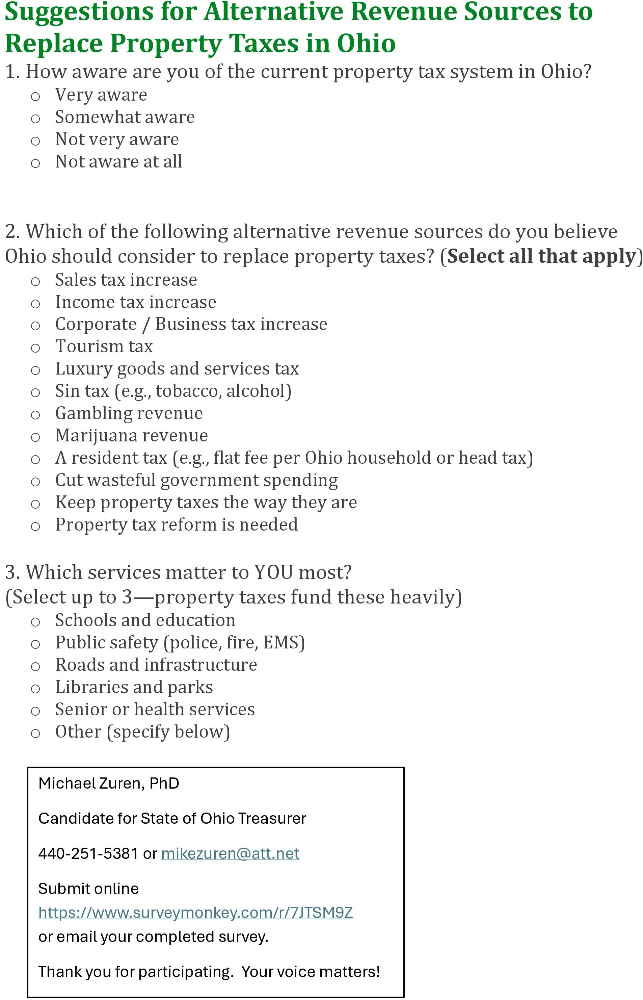 Suggestions for Alternative Revenue Sources to
Replace Property Taxes in Ohio
1. How aware are you of the current property tax system in Ohio?
○ Very aware
○ Somewhat aware
○ Not very aware
○ Not aware at all
2. Which of the following alternative revenue sources do you believe
Ohio should consider to replace property taxes? (Select all that apply)
○ Sales tax increase
○ Income tax increase
○ Corporate / Business tax increase
○ Tourism tax
○ Luxury goods and services tax
○ Sin tax (e.g., tobacco, alcohol)
○ Gambling revenue
○ Marijuana revenue
○ A resident tax (e.g., flat fee per Ohio household or head tax)
○ Cut wasteful government spending
○ Keep property taxes the way they are
○ Property tax reform is needed
3. Which services matter to YOU most?
(Select up to 3—property taxes fund these heavily)
○ Schools and education
○ Public safety (police, fire, EMS)
○ Roads and infrastructure
○ Libraries and parks
○ Senior or health services
○ Other (specify below)
Michael Zuren, PhD
Candidate for State of Ohio Treasurer
440-251-5381 or mikezuren@att.net
Submit online
https://www.surveymonkey.com/r/7JTSM9Z
or email your completed survey.
Thank you for participating.  Your voice matters!